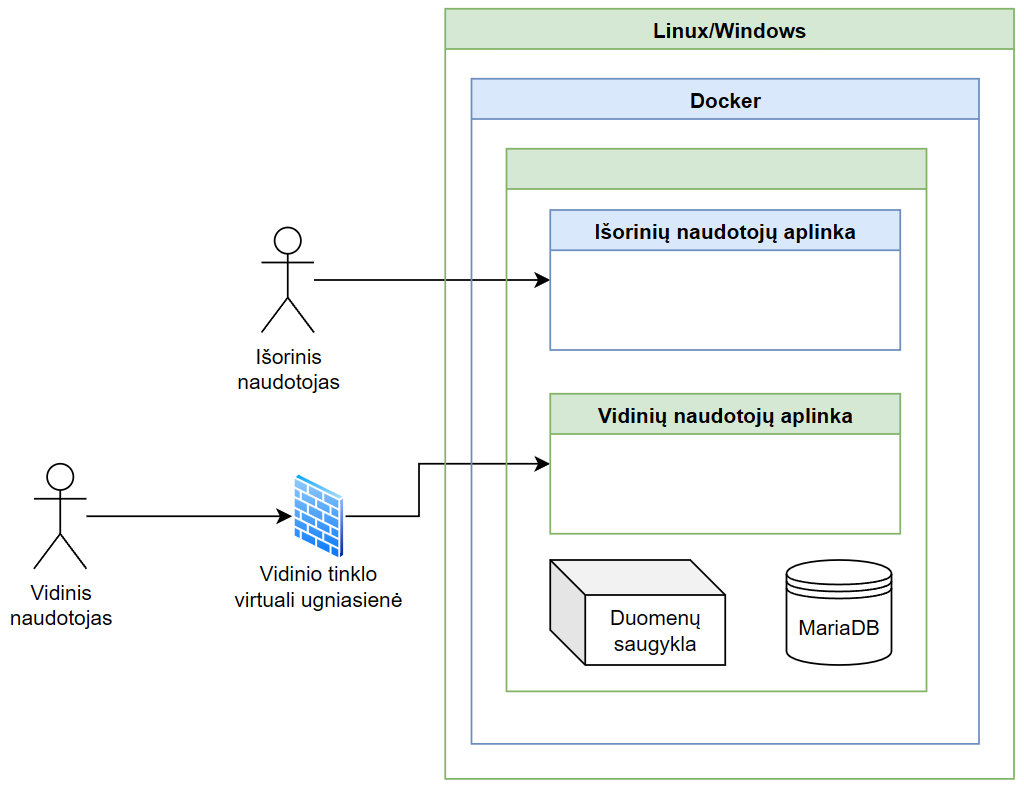 Linux/Windows
Docker
Išorinių naudotojų aplinka
Išorinis
naudotojas
Vidinių naudotojų aplinka
Vidinis
naudotojas
Vidinio tinklo
virtuali ugniasienė
Duomenų
saugykla
MariaDB